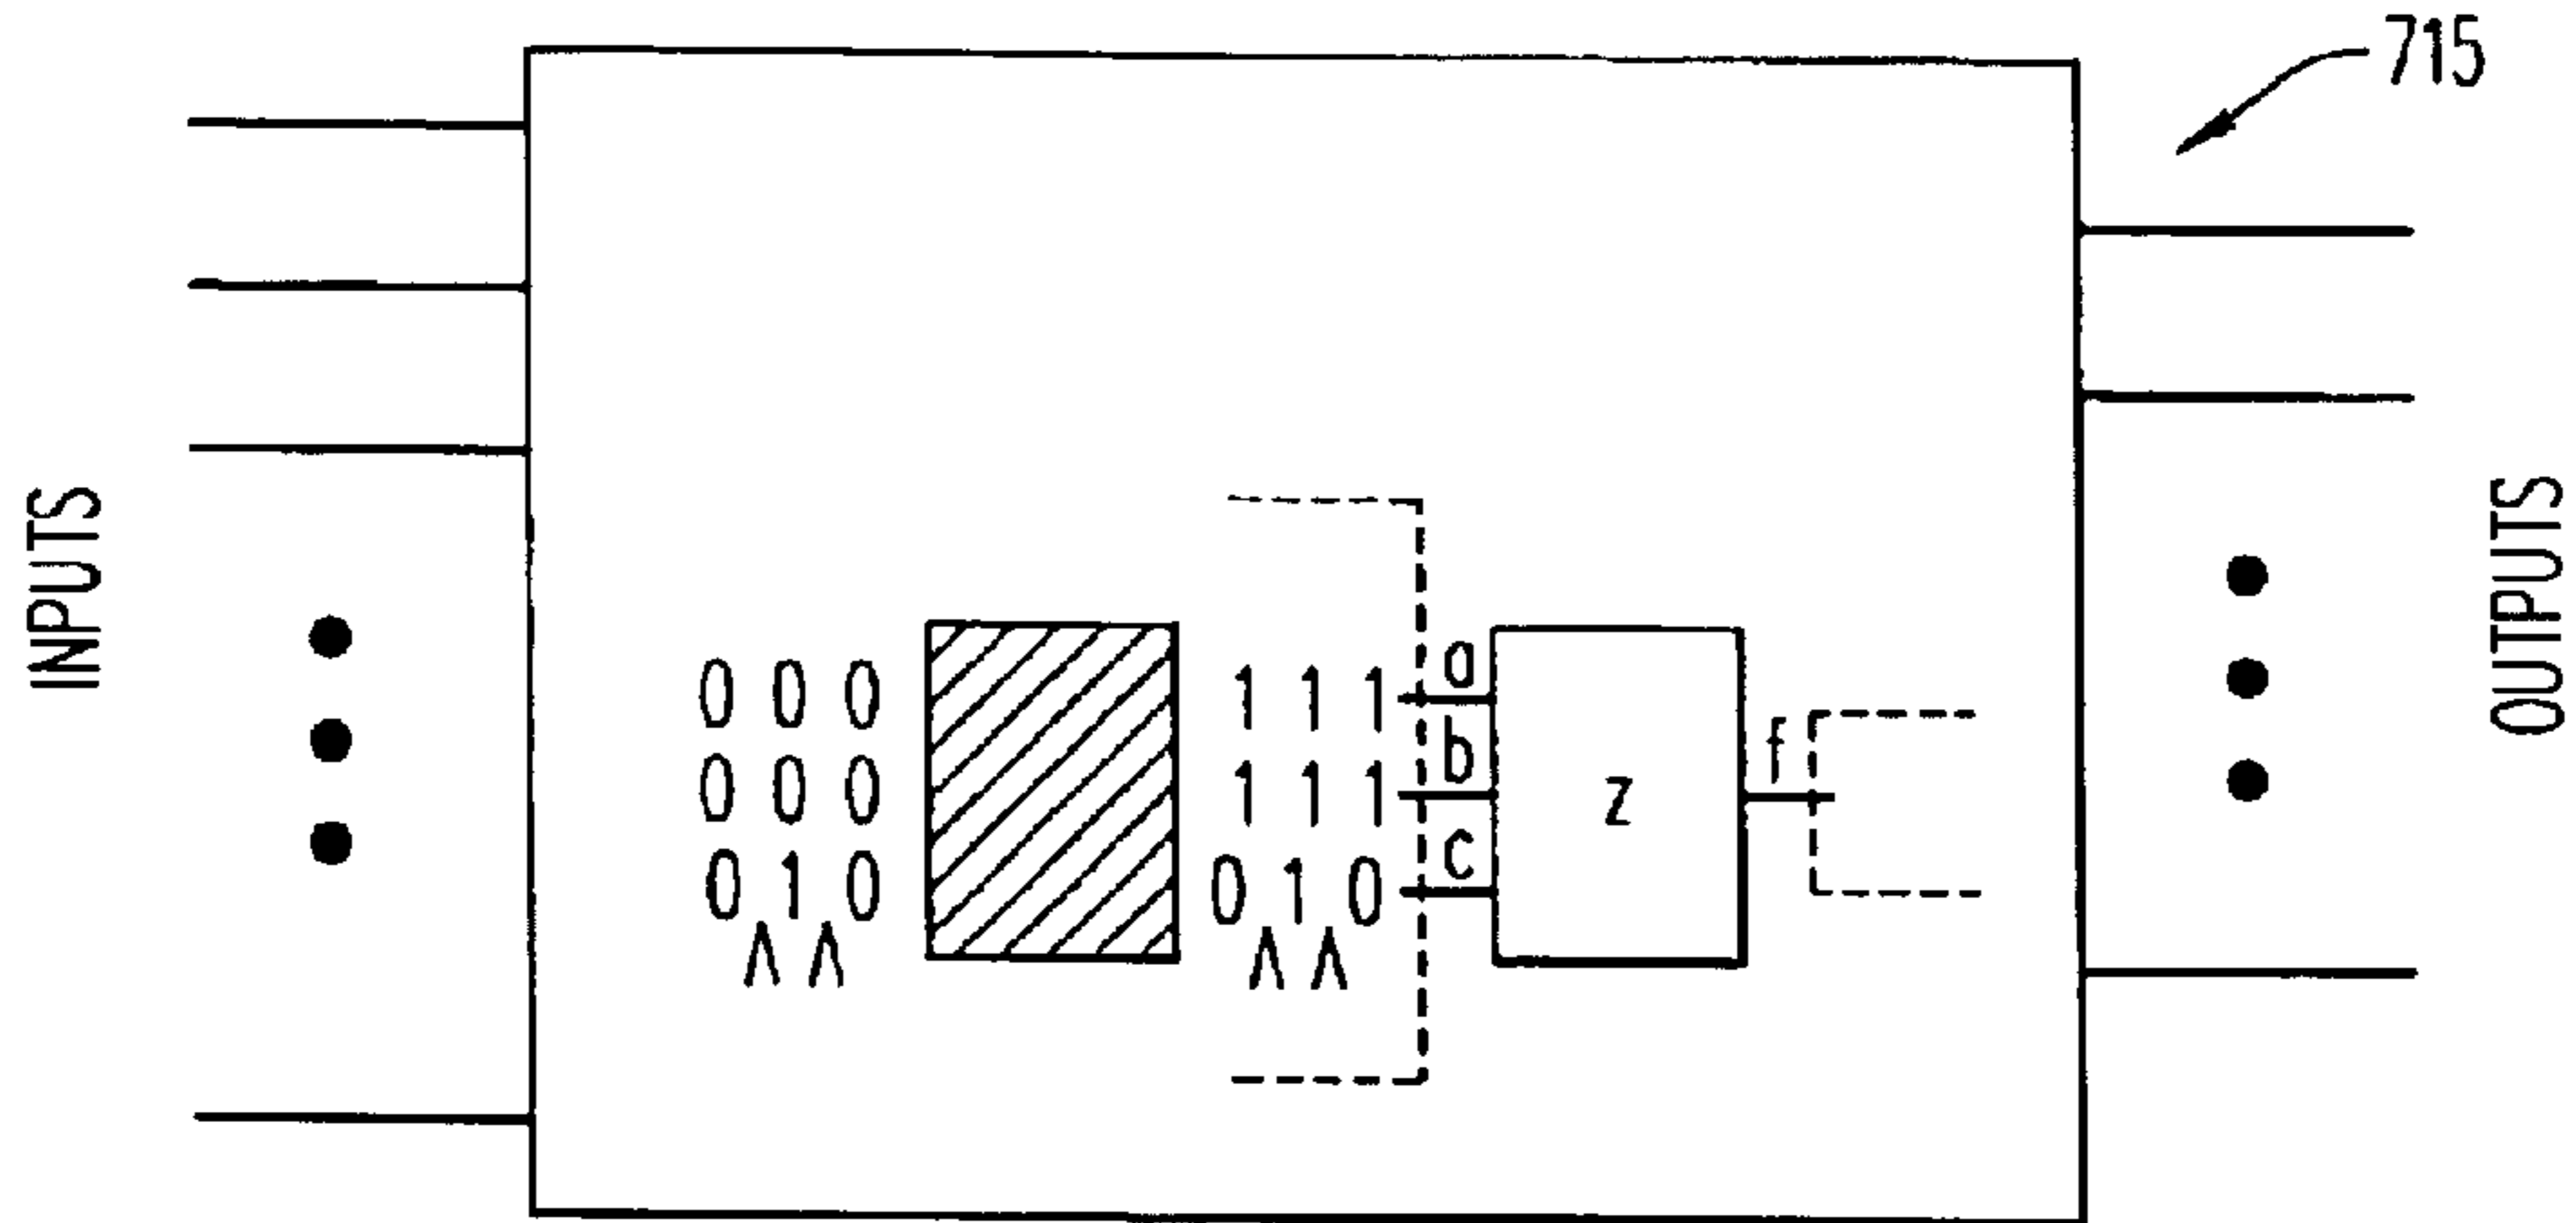 715
INPUTS
OUTPUTS
0 0 0
0 0 0
0 1 0
Λ Λ
1 1 1
1 1 1
0 1 0
Λ Λ
a
b
c
z
f